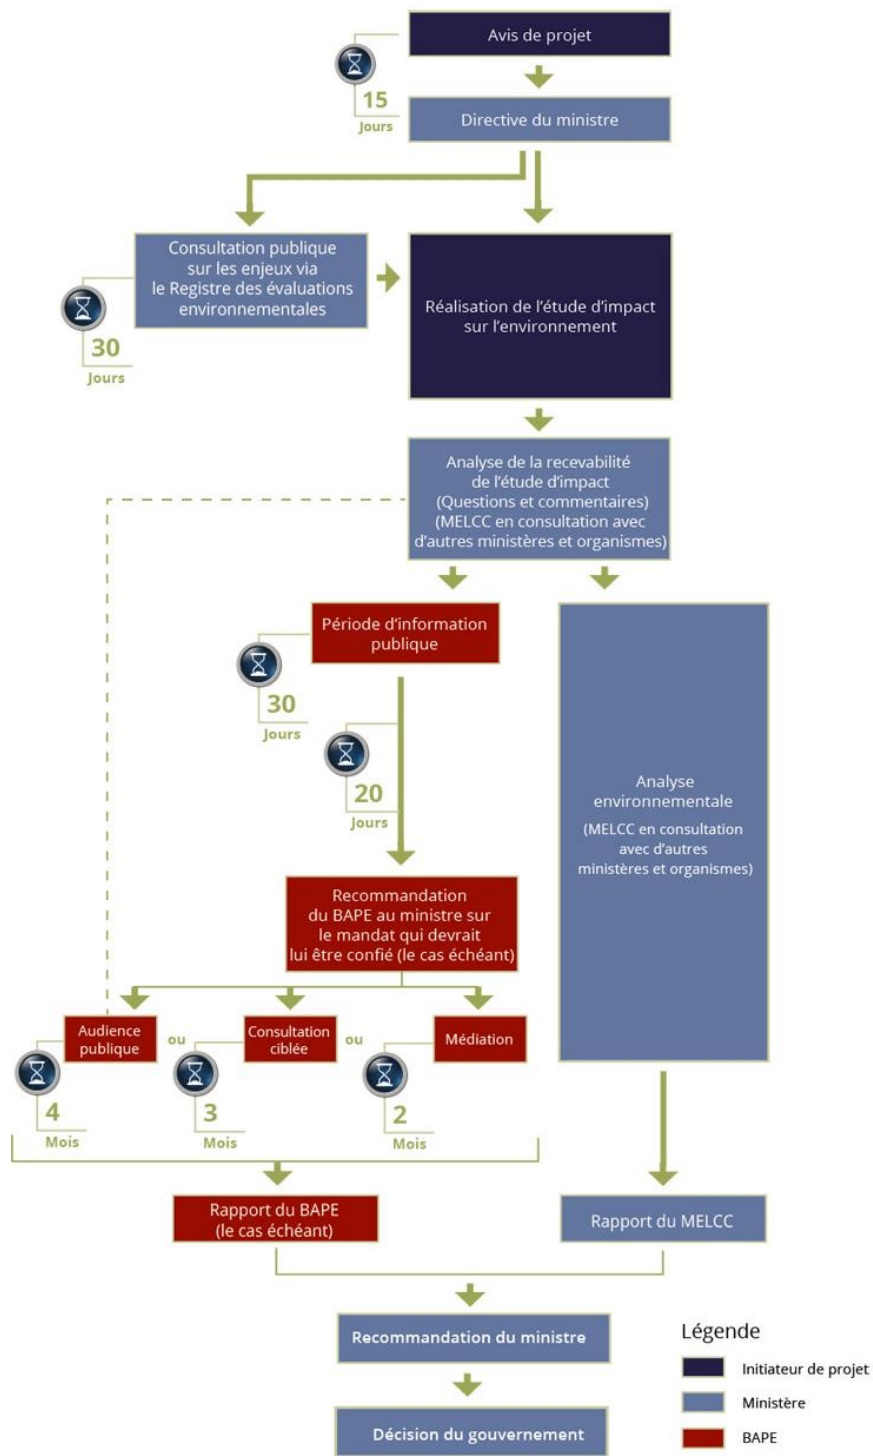 Avis de projet
15
Jours
Directive du ministre
Consultation publique
sur les enjeux via
le Registre des évaluations
environnementales
30
Jours
Réalisation de l'étude d'impact
sur l'environnement
Analyse de la recevabilité
de l'étude d'impact
(Questions et commentaires)
(MELCC en consultation avec
d'autres ministères et organismes)
Période d'information
publique
30
Jours
20
Jours
Analyse
environnementale
(MELCC en consultation
avec d'autres
ministères et organismes)
Recommandation
du BAPE au ministre sur
le mandat qui devrait
lui être confié (le cas échéant)
Audience
publique
ou
Consultation
ciblée
ou
Médiation
4
Mois
3
Mois
2
Mois
Rapport du BAPE
(le cas échéant)
Rapport du MELCC
Recommandation du ministre
Décision du gouvernement
Légende
Initiateur de projet
Ministère
BAPE